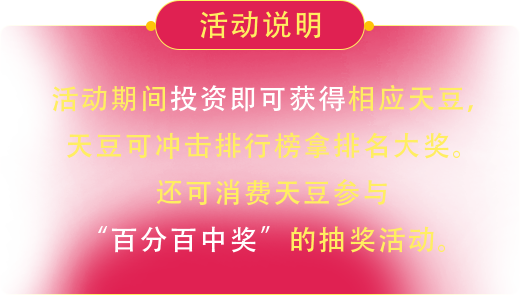 活动说明
活动期间投资即可获得相应天豆，
天豆可冲击排行榜拿排名大奖。
还可消费天豆参与
“百分百中奖”的抽奖活动。